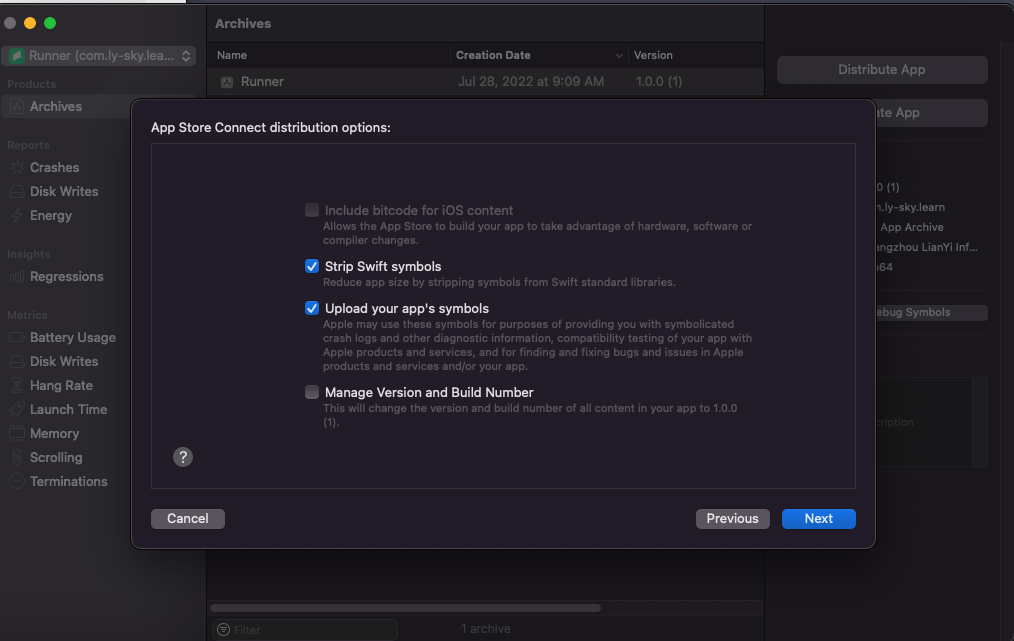 Archives
Runner (com.ly-sky.lea...
Name
Creation Date
Version
Runner
Jul 28, 2022 at 9:09 AM
1.0.0 (1)
Distribute App
Products
Archives
Reports
Crashes
Disk Writes
Energy
Insights
Regressions
Metrics
Battery Usage
Disk Writes
Hang Rate
Launch Time
Memory
Scrolling
Terminations
App Store Connect distribution options:
Include bitcode for iOS content
Allows the App Store to build your app to take advantage of hardware, software or
compiler changes.
Strip Swift symbols
Reduce app size by stripping symbols from Swift standard libraries.
Upload your app's symbols
Apple may use these symbols for purposes of providing you with symbolicated
crash logs and other diagnostic information, compatibility testing of your app with
Apple products and services, and for finding and fixing bugs and issues in Apple
products and services and/or your app.
Manage Version and Build Number
This will change the version and build number of all content in your app to 1.0.0
(1).
?
Cancel
Previous
Next
ate App
0 (1)
n.ly-sky.learn
App Archive
angzhou LianYi Inf...
64
ebug Symbols
cription
Filter
1 archive